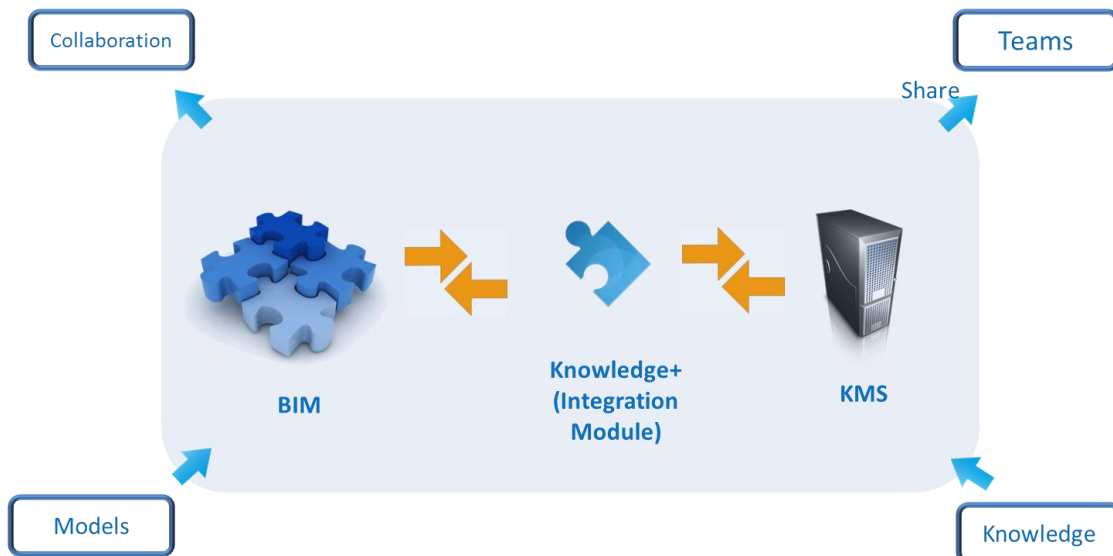 Collaboration
Teams
Share
BIM
Knowledge+
(Integration
Module)
KMS
Models
Knowledge